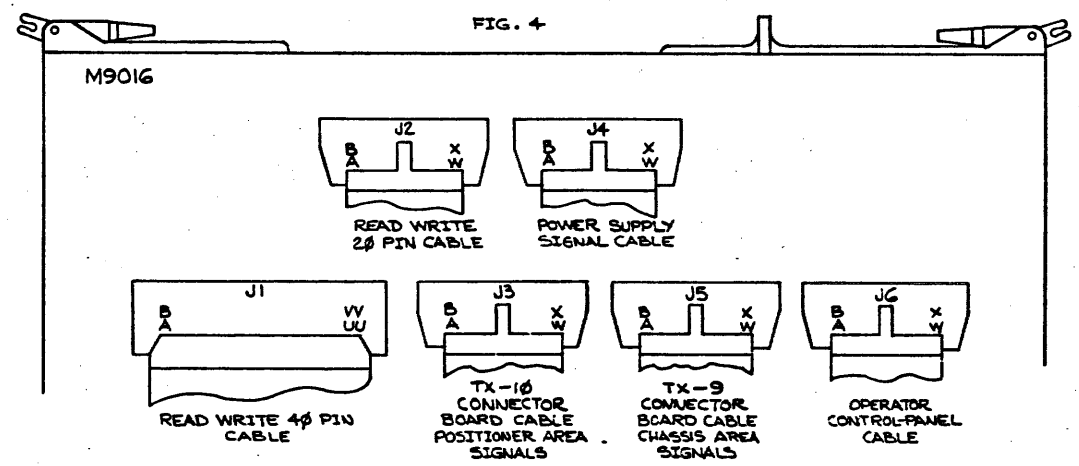 FIG. 4
M9016
J2
B
A
X
W
READ WRITE
2Ø PIN CABLE
J4
B
A
X
W
POWER SUPPLY
SIGNAL CABLE
J1
B
A
VV
UU
READ WRITE 4Ø PIN
CABLE
J3
B
A
X
W
TX-1Ø
CONNECTOR
BOARD CABLE
POSITIONER AREA
SIGNALS
J5
B
A
X
W
TX-9
CONNECTOR
BOARD CABLE
CHASSIS AREA
SIGNALS
J6
B
A
X
W
OPERATOR
CONTROL-PANEL
CABLE